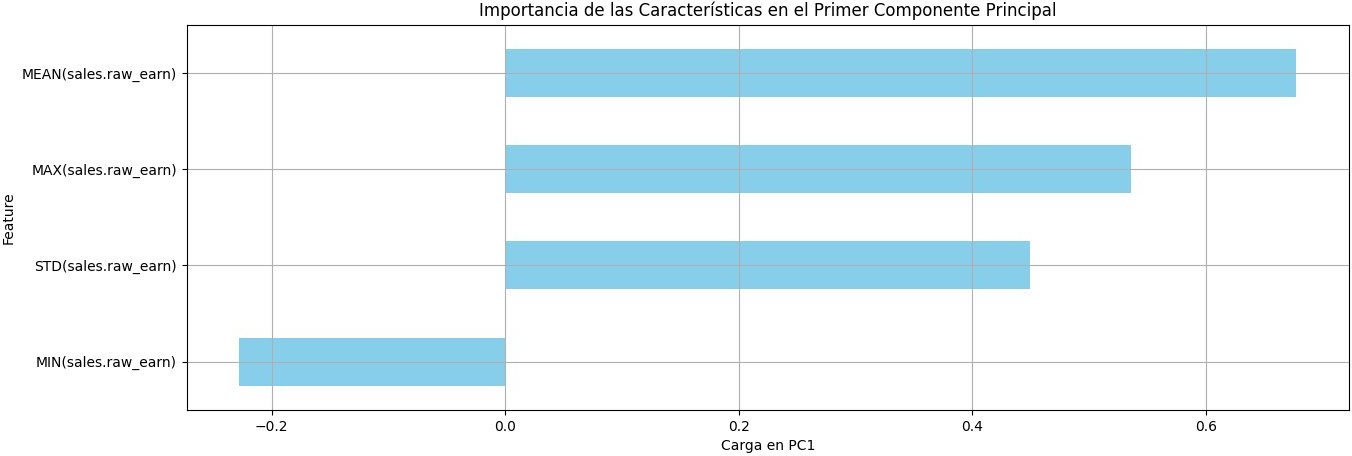 Importancia de las Características en el Primer Componente Principal
MEAN(sales.raw_earn)
MAX(sales.raw_earn)
STD(sales.raw_earn)
MIN(sales.raw_earn)
Feature
−0.2 0.0 0.2 0.4 0.6
Carga en PC1